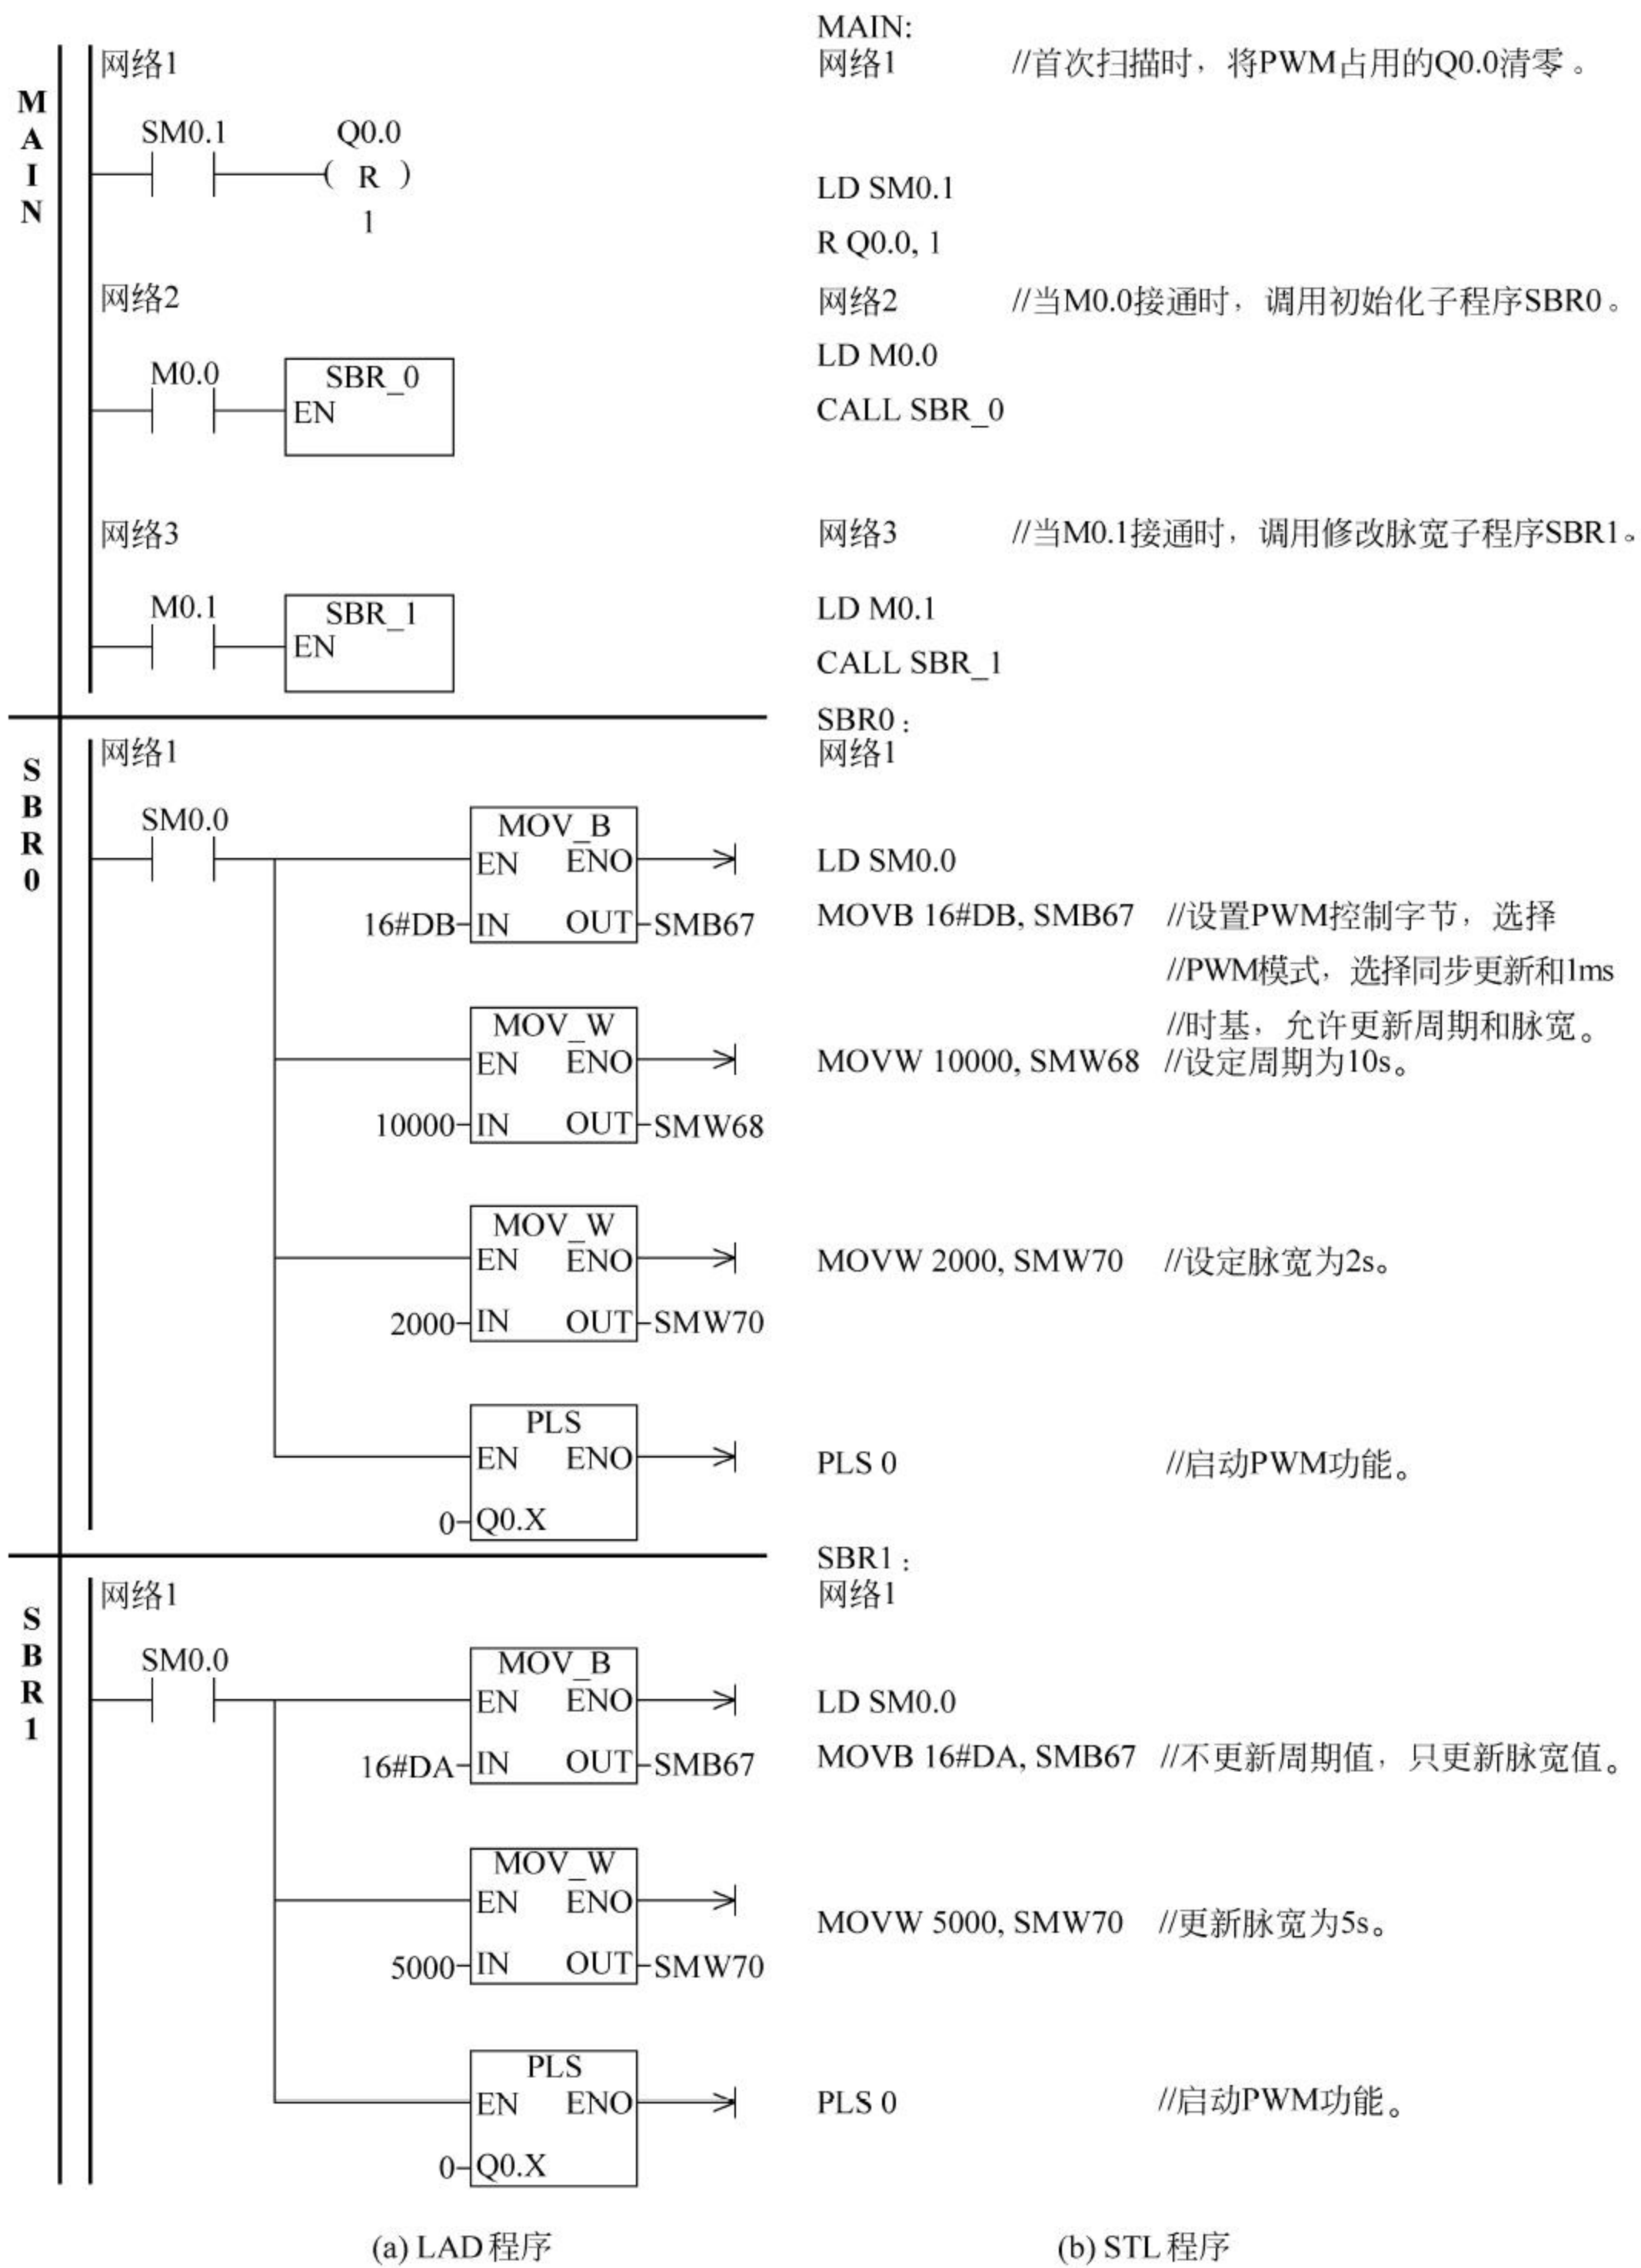 MAIN
网络1
SM0.1 Q0.0
( R )
1
网络2
M0.0 SBR_0
EN
网络3
M0.1 SBR_1
EN
SBR0
网络1
SM0.0 MOV_B
EN ENO
16#DB IN OUT SMB67
MOV_W
EN ENO
10000 IN OUT SMW68
MOV_W
EN ENO
2000 IN OUT SMW70
PLS
EN ENO
0 Q0.X
SBR1
网络1
SM0.0 MOV_B
EN ENO
16#DA IN OUT SMB67
MOV_W
EN ENO
5000 IN OUT SMW70
PLS
EN ENO
0 Q0.X
(a) LAD程序
MAIN:
网络1 //首次扫描时，将PWM占用的Q0.0清零。
LD SM0.1
R Q0.0, 1
网络2 //当M0.0接通时，调用初始化子程序SBR0。
LD M0.0
CALL SBR_0
网络3 //当M0.1接通时，调用修改脉宽子程序SBR1。
LD M0.1
CALL SBR_1
SBR0：
网络1
LD SM0.0
MOVB 16#DB, SMB67 //设置PWM控制字节，选择
//PWM模式，选择同步更新和1ms
//时基，允许更新周期和脉宽。
MOVW 10000, SMW68 //设定周期为10s。
MOVW 2000, SMW70 //设定脉宽为2s。
PLS 0 //启动PWM功能。
SBR1：
网络1
LD SM0.0
MOVB 16#DA, SMB67 //不更新周期值，只更新脉宽值。
MOVW 5000, SMW70 //更新脉宽为5s。
PLS 0 //启动PWM功能。
(b) STL程序